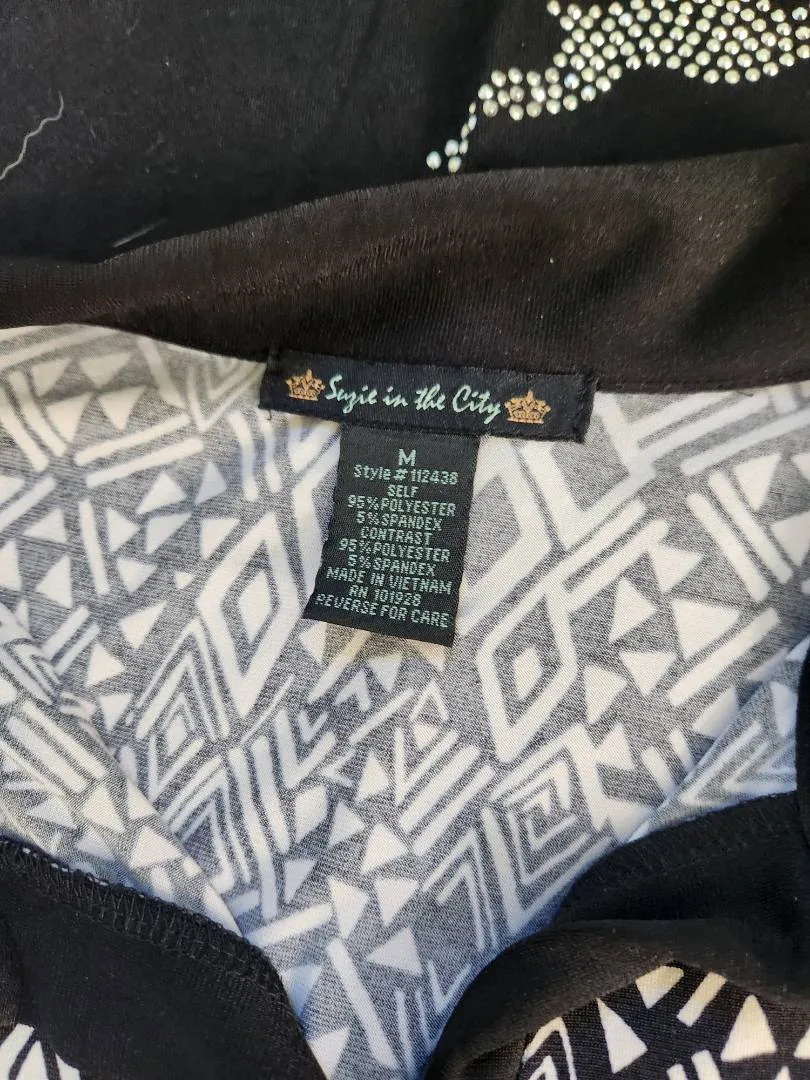 Suzie in the City
M
Style # 112438
SELF
95% POLYESTER
5% SPANDEX
CONTRAST
95% POLYESTER
5% SPANDEX
MADE IN VIETNAM
RN 101928
REVERSE FOR CARE